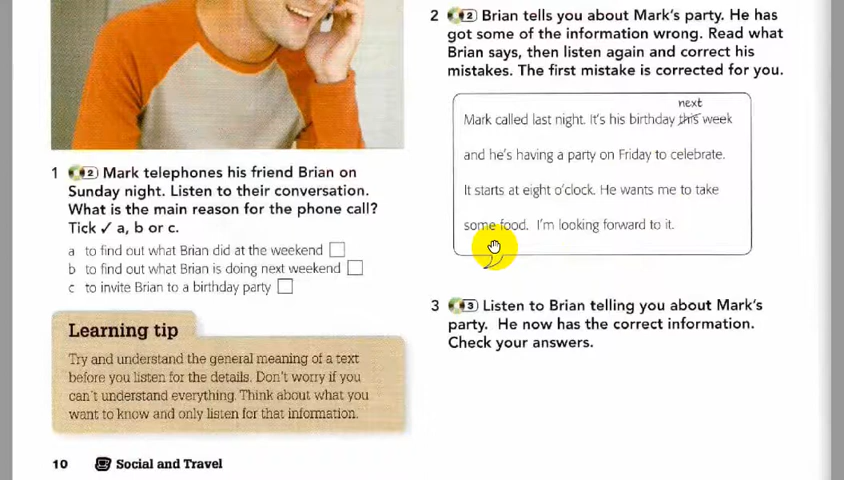 1 2 Mark telephones his friend Brian on
Sunday night. Listen to their conversation.
What is the main reason for the phone call?
Tick ✓ a, b or c.
a to find out what Brian did at the weekend
b to find out what Brian is doing next weekend
c to invite Brian to a birthday party
Learning tip
Try and understand the general meaning of a text
before you listen for the details. Don't worry if you
can't understand everything. Think about what you
want to know and only listen for that information.
2 2 Brian tells you about Mark's party. He has
got some of the information wrong. Read what
Brian says, then listen again and correct his
mistakes. The first mistake is corrected for you.
next
Mark called last night. It's his birthday this week
and he's having a party on Friday to celebrate.
It starts at eight o'clock. He wants me to take
some food. I'm looking forward to it.
3 3 Listen to Brian telling you about Mark's
party. He now has the correct information.
Check your answers.
10 Social and Travel